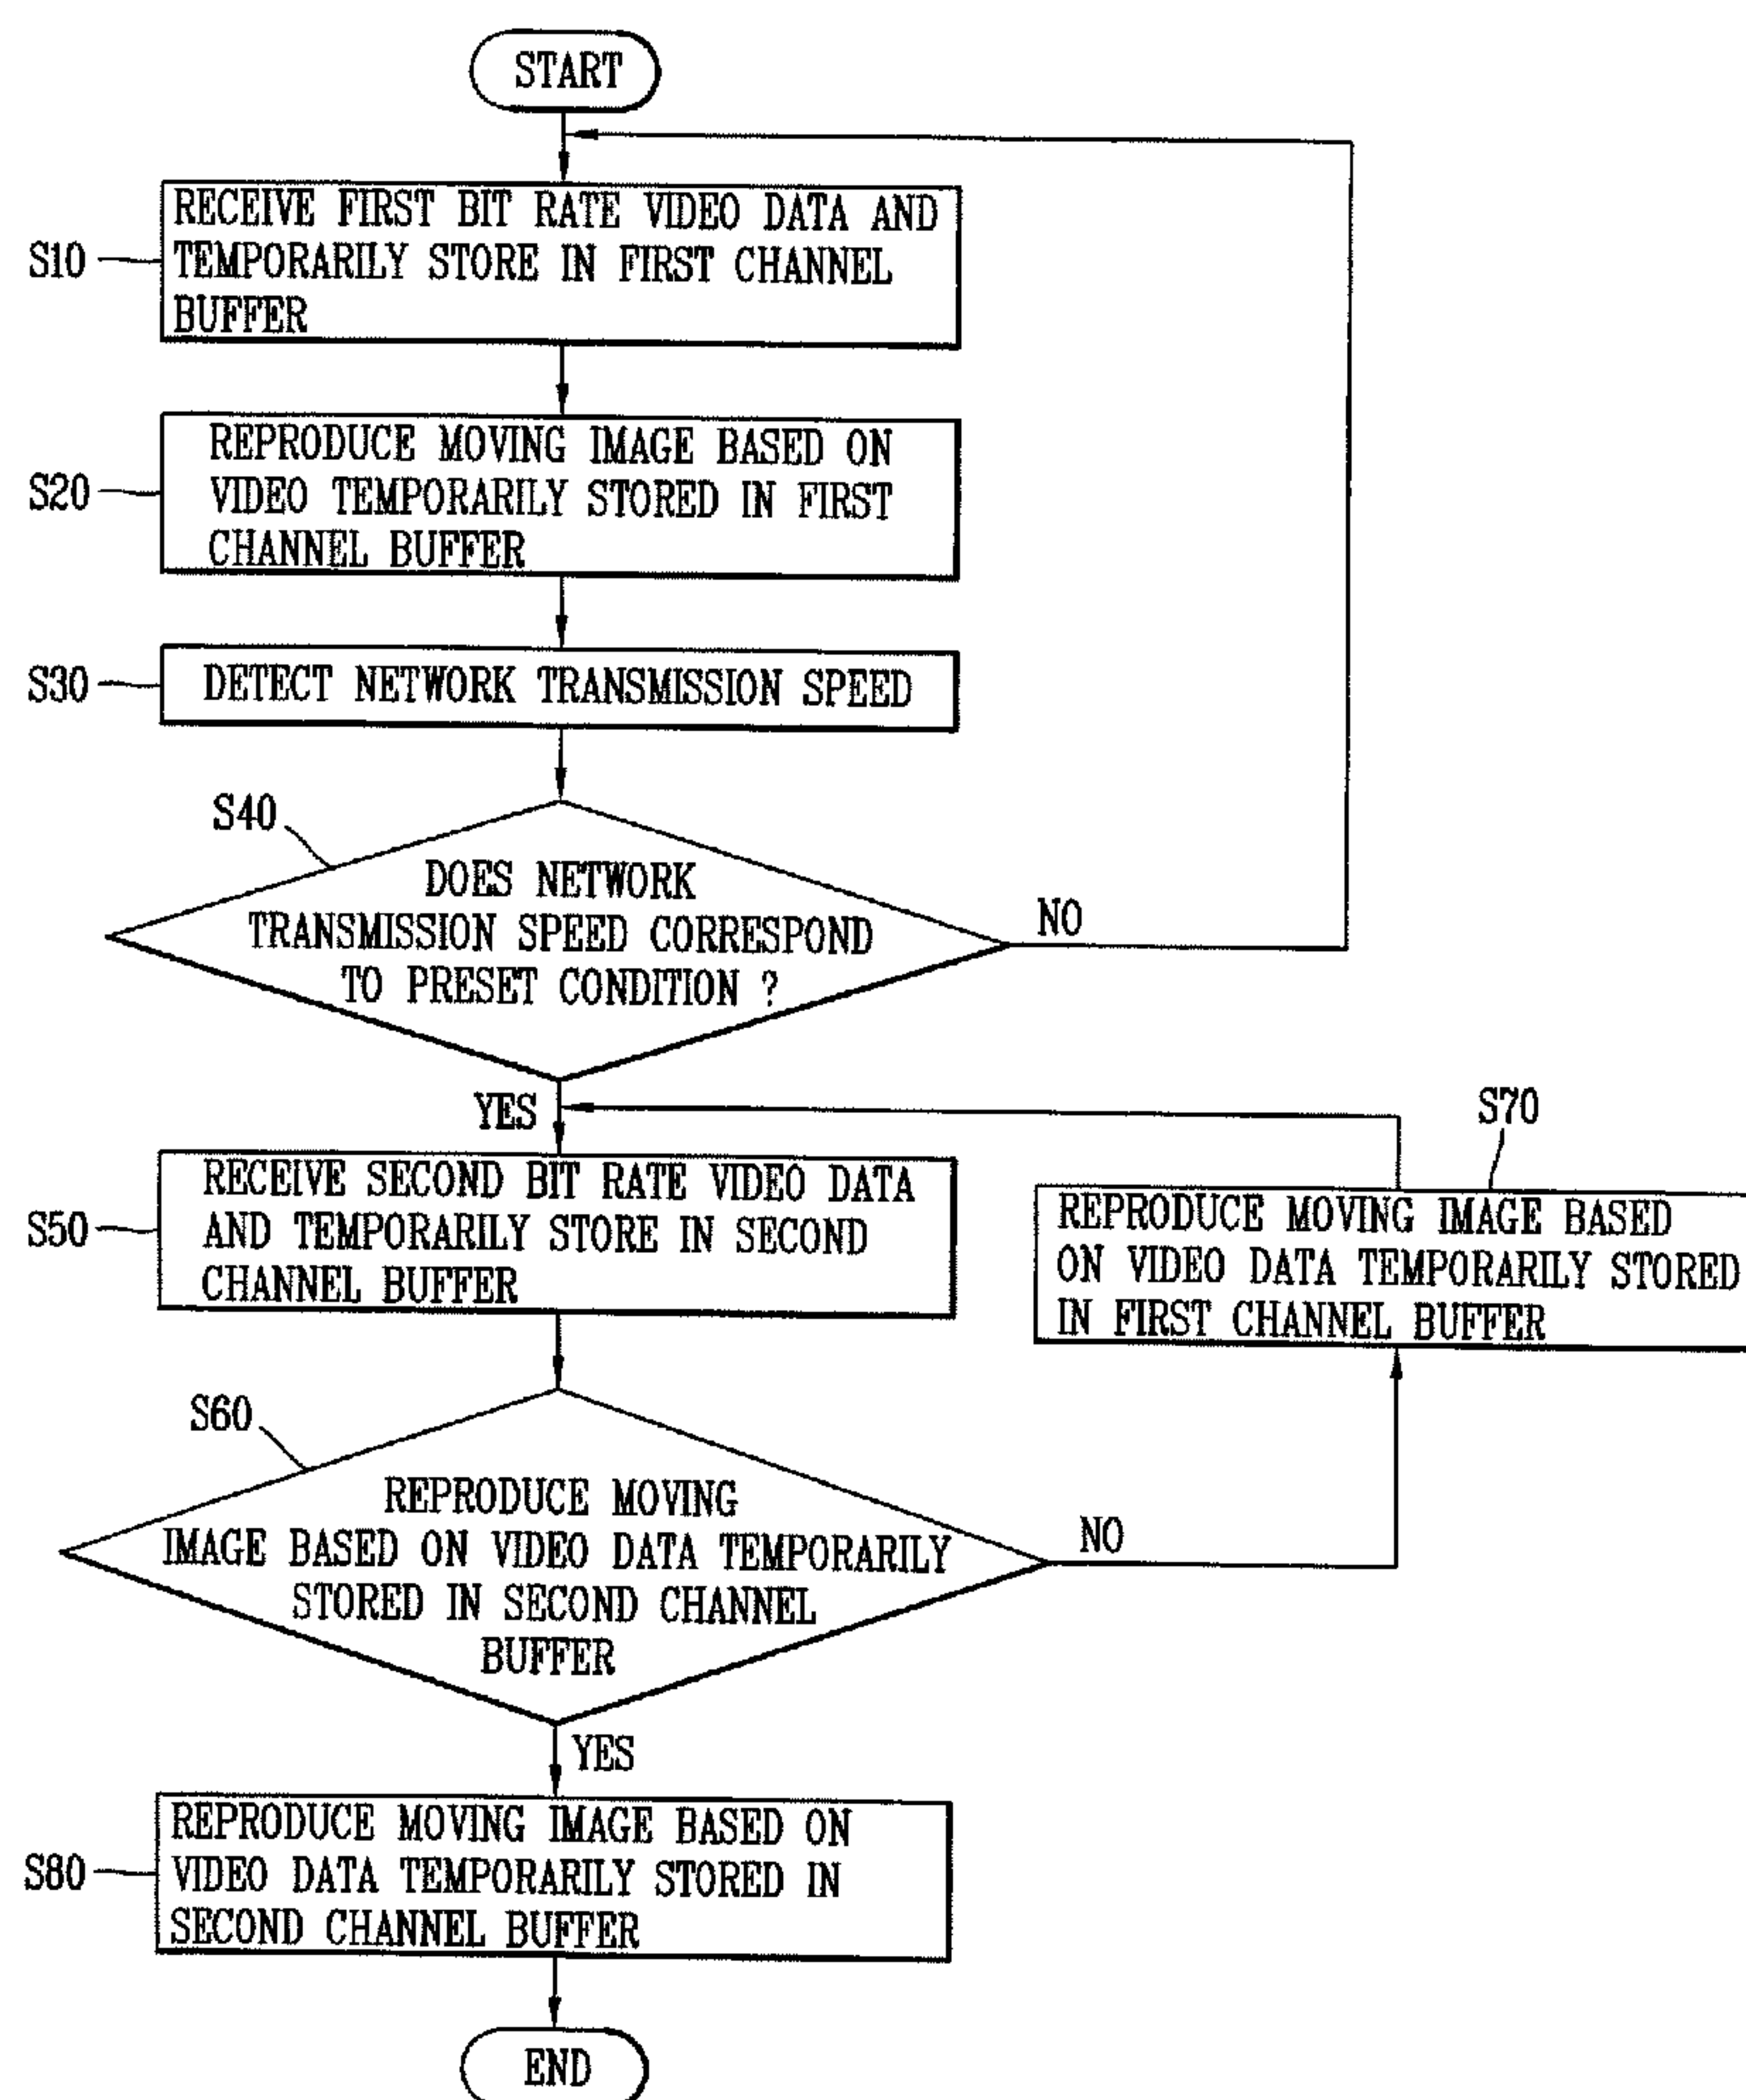 START
S10
RECEIVE FIRST BIT RATE VIDEO DATA AND
TEMPORARILY STORE IN FIRST CHANNEL
BUFFER
S20
REPRODUCE MOVING IMAGE BASED ON
VIDEO TEMPORARILY STORED IN FIRST
CHANNEL BUFFER
S30
DETECT NETWORK TRANSMISSION SPEED
S40
DOES NETWORK
TRANSMISSION SPEED CORRESPOND
TO PRESET CONDITION ?
NO
YES
S50
RECEIVE SECOND BIT RATE VIDEO DATA
AND TEMPORARILY STORE IN SECOND
CHANNEL BUFFER
S70
REPRODUCE MOVING IMAGE BASED
ON VIDEO DATA TEMPORARILY STORED
IN FIRST CHANNEL BUFFER
S60
REPRODUCE MOVING
IMAGE BASED ON VIDEO DATA TEMPORARILY
STORED IN SECOND CHANNEL
BUFFER
NO
YES
S80
REPRODUCE MOVING IMAGE BASED ON
VIDEO DATA TEMPORARILY STORED IN
SECOND CHANNEL BUFFER
END